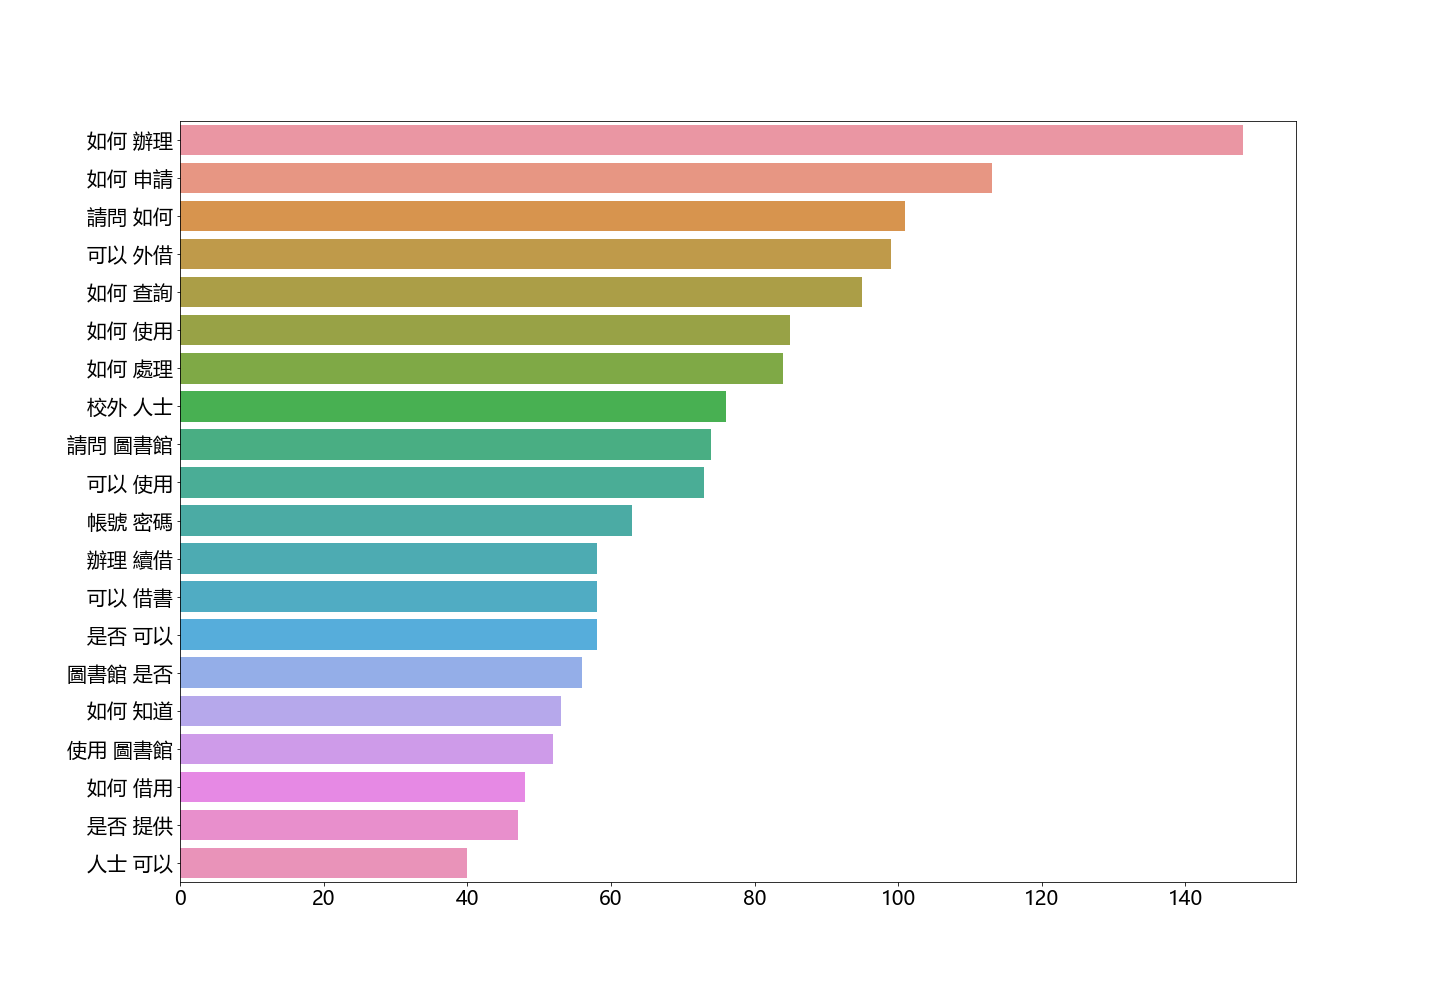 如何 辦理
如何 申請
請問 如何
可以 外借
如何 查詢
如何 使用
如何 處理
校外 人士
請問 圖書館
可以 使用
帳號 密碼
辦理 續借
可以 借書
是否 可以
圖書館 是否
如何 知道
使用 圖書館
如何 借用
是否 提供
人士 可以
0 20 40 60 80 100 120 140